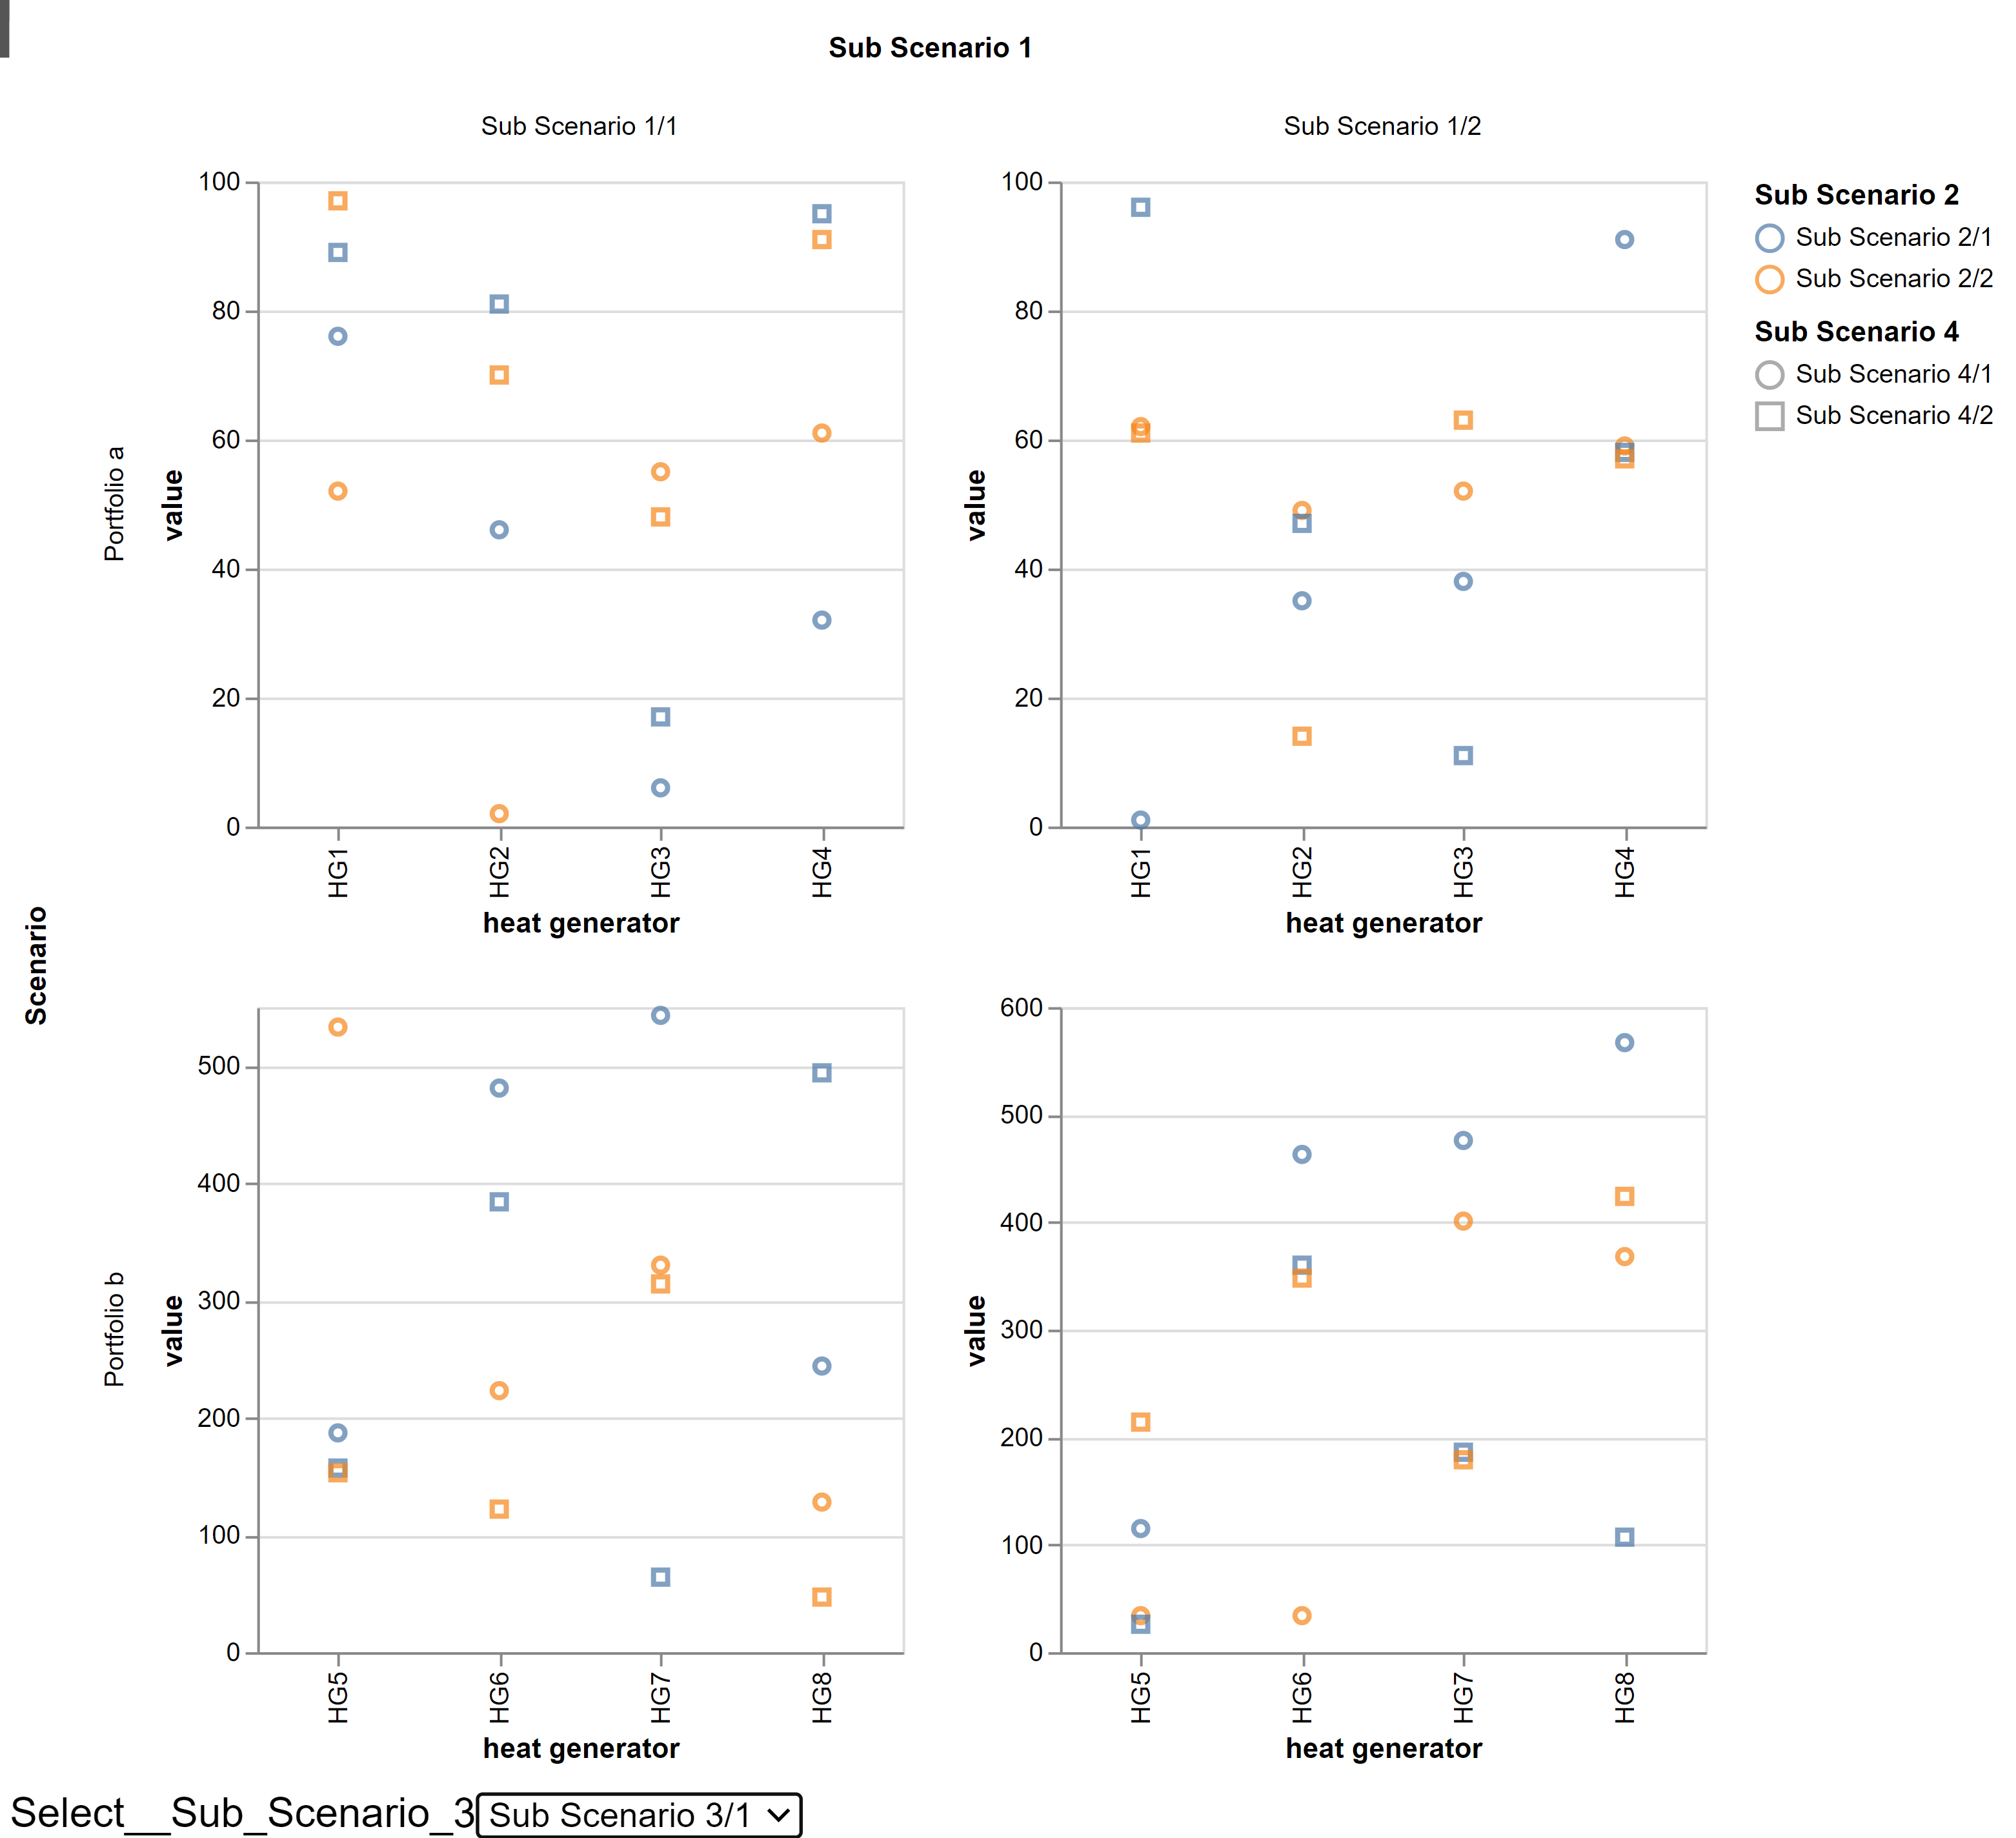 Sub Scenario 1
Sub Scenario 1/1
Sub Scenario 1/2
Scenario
Portfolio a
value
100
80
60
40
20
0
HG1
HG2
HG3
HG4
heat generator
value
100
80
60
40
20
0
HG1
HG2
HG3
HG4
heat generator
Sub Scenario 2
Sub Scenario 2/1
Sub Scenario 2/2
Sub Scenario 4
Sub Scenario 4/1
Sub Scenario 4/2
Portfolio b
value
500
400
300
200
100
0
HG5
HG6
HG7
HG8
heat generator
value
600
500
400
300
200
100
0
HG5
HG6
HG7
HG8
heat generator
Select__Sub_Scenario_3 Sub Scenario 3/1